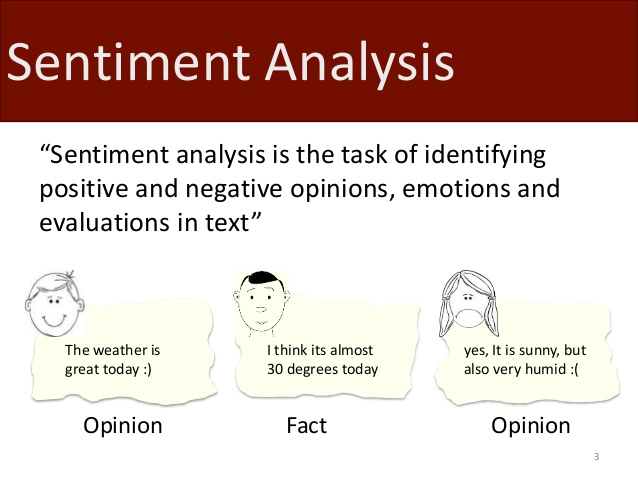 Sentiment Analysis
“Sentiment analysis is the task of identifying
positive and negative opinions, emotions and
evaluations in text”
The weather is
great today :)
I think its almost
30 degrees today
yes, It is sunny, but
also very humid :(
Opinion
Fact
Opinion
3